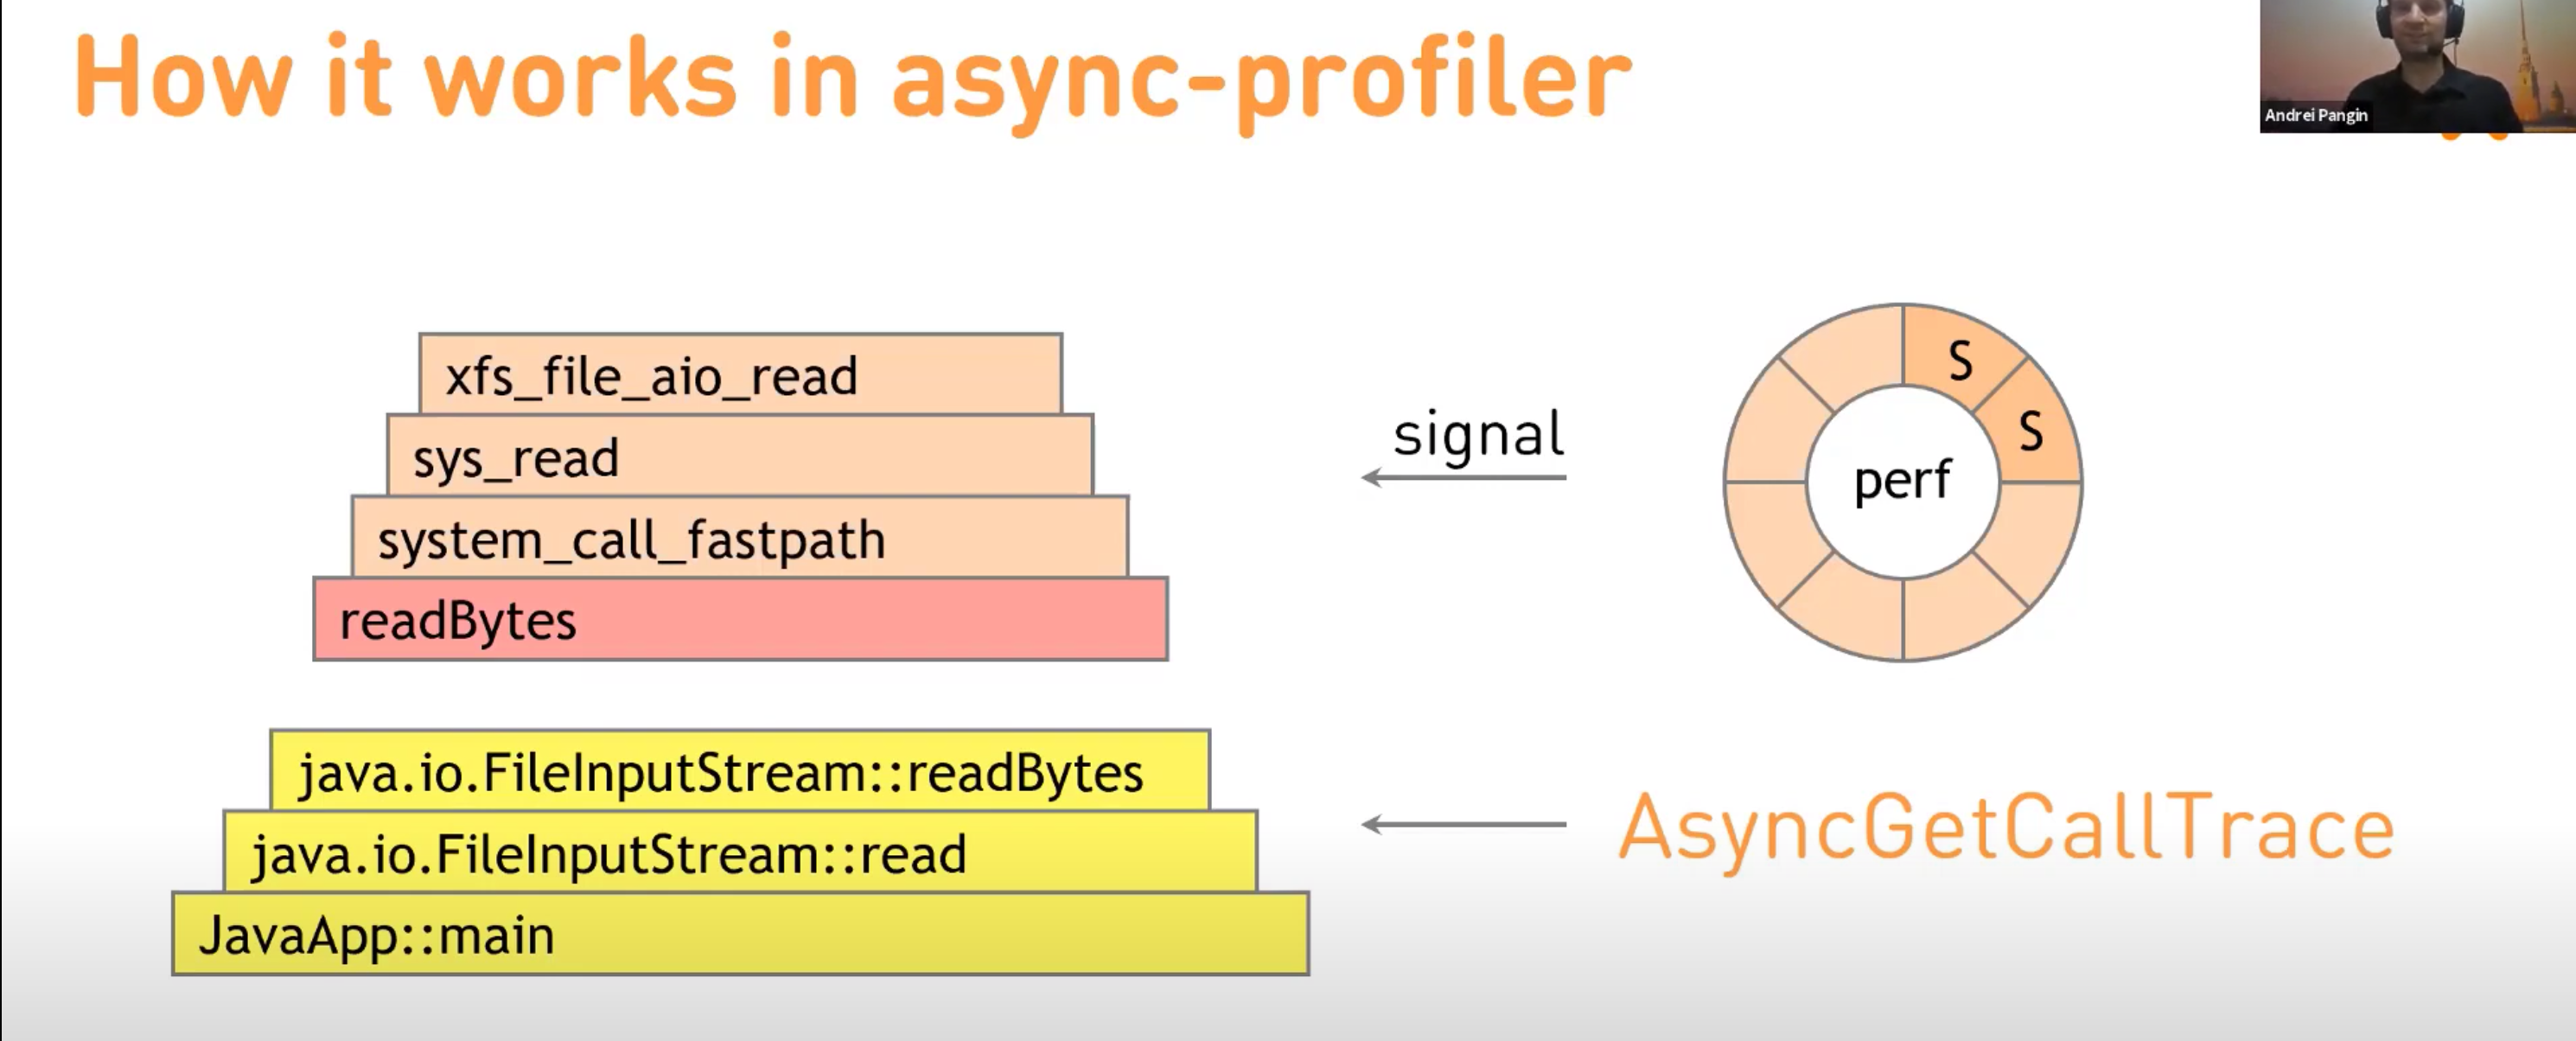 How it works in async-profiler
Andrei Pangin
xfs_file_aio_read
sys_read
system_call_fastpath
readBytes
signal
S
S
perf
java.io.FileInputStream::readBytes
java.io.FileInputStream::read
JavaApp::main
AsyncGetCallTrace